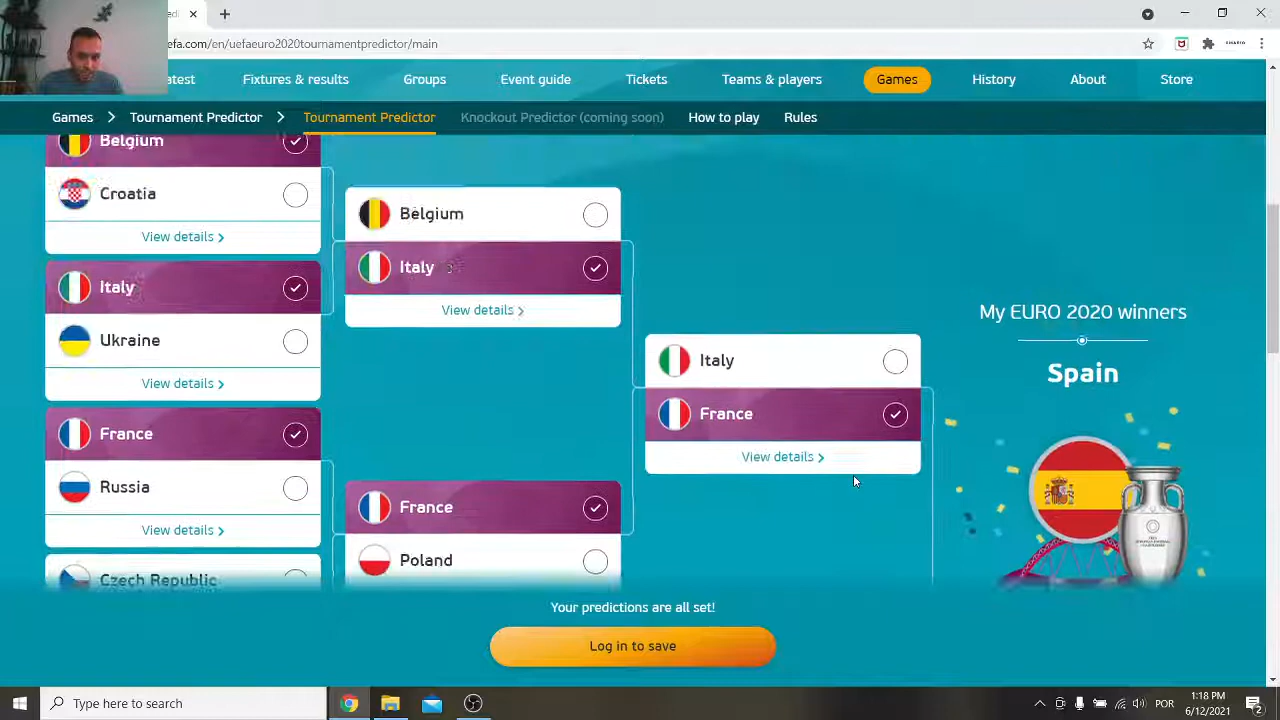 efa.com/en/uefaeuro2020tournamentpredictor/main
atest Fixtures & results Groups Event guide Tickets Teams & players Games History About Store
Games Tournament Predictor Tournament Predictor Knockout Predictor (coming soon) How to play Rules
Belgium
Croatia
View details
Italy
Ukraine
View details
France
Russia
View details
Czech Republic
Belgium
Italy
View details
France
Poland
Italy
France
View details
My EURO 2020 winners
Spain
Your predictions are all set!
Log in to save
Type here to search
POR
1:18 PM
6/12/2021
2